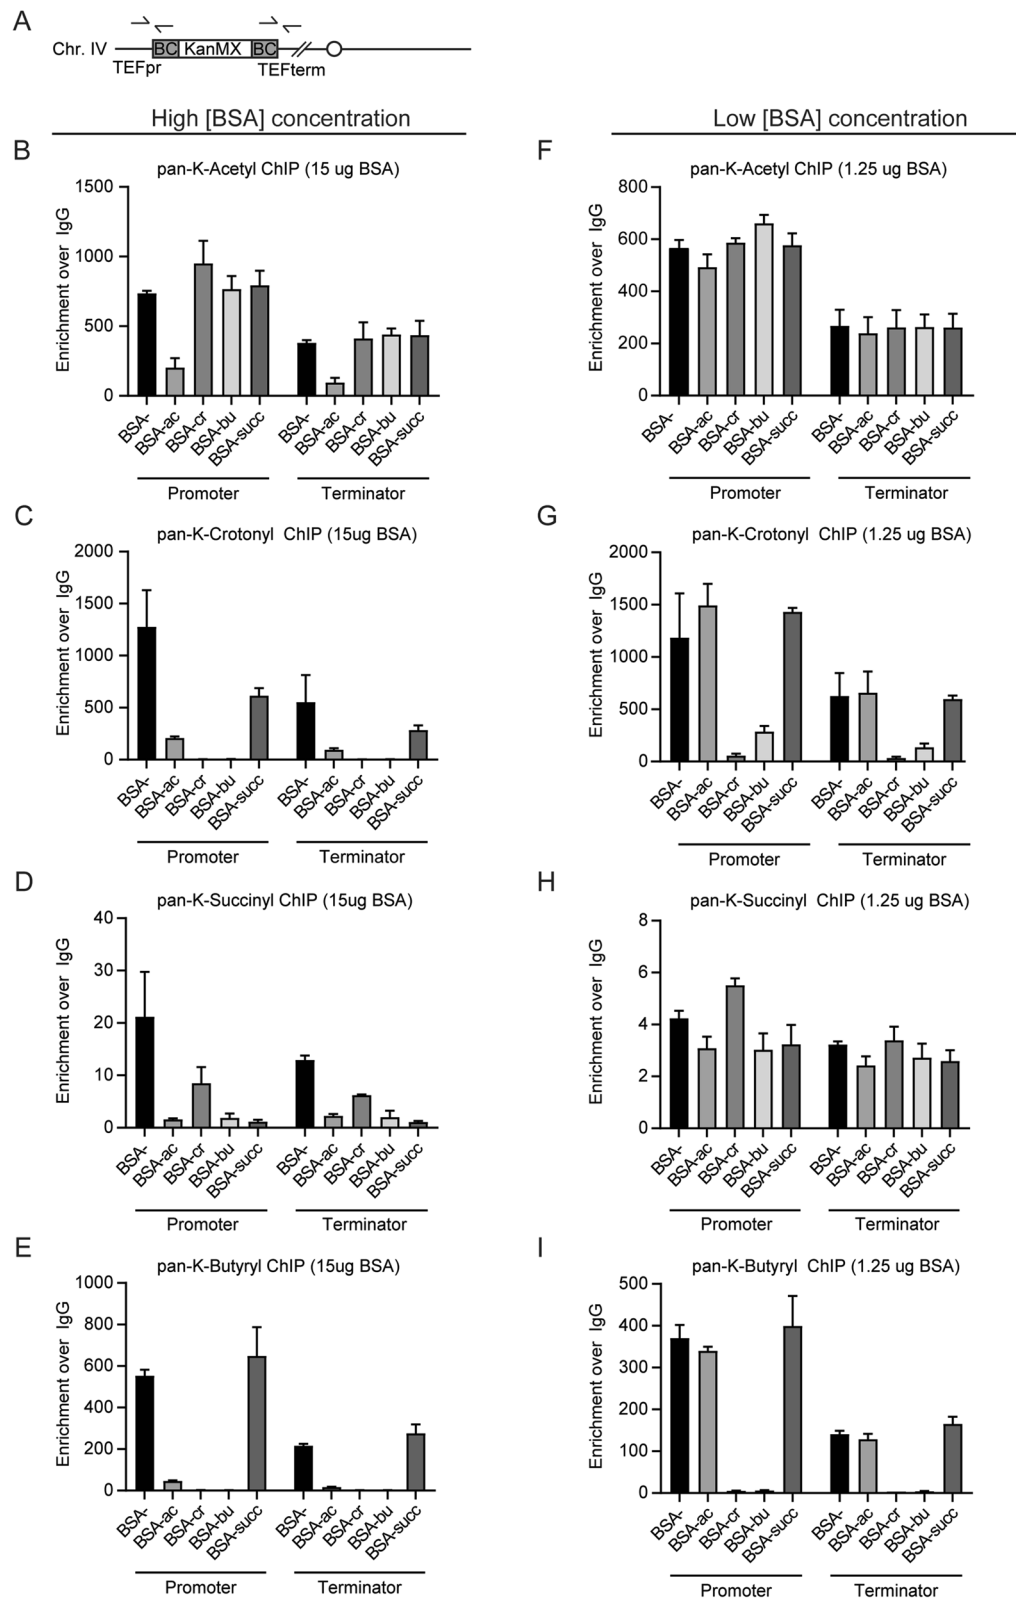 A
Chr. IV
BC KanMX BC
TEFpr
TEFterm
High [BSA] concentration
Low [BSA] concentration
B
pan-K-Acetyl ChIP (15 ug BSA)
Enrichment over IgG
1500
1000
500
0
BSA-
BSA-ac
BSA-cr
BSA-bu
BSA-succ
BSA-
BSA-ac
BSA-cr
BSA-bu
BSA-succ
Promoter
Terminator
F
pan-K-Acetyl ChIP (1.25 ug BSA)
Enrichment over IgG
800
600
400
200
0
BSA-
BSA-ac
BSA-cr
BSA-bu
BSA-succ
BSA-
BSA-ac
BSA-cr
BSA-bu
BSA-succ
Promoter
Terminator
C
pan-K-Crotonyl ChIP (15ug BSA)
Enrichment over IgG
2000
1500
1000
500
0
BSA-
BSA-ac
BSA-cr
BSA-bu
BSA-succ
BSA-
BSA-ac
BSA-cr
BSA-bu
BSA-succ
Promoter
Terminator
G
pan-K-Crotonyl ChIP (1.25 ug BSA)
Enrichment over IgG
2000
1500
1000
500
0
BSA-
BSA-ac
BSA-cr
BSA-bu
BSA-succ
BSA-
BSA-ac
BSA-cr
BSA-bu
BSA-succ
Promoter
Terminator
D
pan-K-Succinyl ChIP (15ug BSA)
Enrichment over IgG
40
30
20
10
0
BSA-
BSA-ac
BSA-cr
BSA-bu
BSA-succ
BSA-
BSA-ac
BSA-cr
BSA-bu
BSA-succ
Promoter
Terminator
H
pan-K-Succinyl ChIP (1.25 ug BSA)
Enrichment over IgG
8
6
4
2
0
BSA-
BSA-ac
BSA-cr
BSA-bu
BSA-succ
BSA-
BSA-ac
BSA-cr
BSA-bu
BSA-succ
Promoter
Terminator
E
pan-K-Butyryl ChIP (15ug BSA)
Enrichment over IgG
1000
800
600
400
200
0
BSA-
BSA-ac
BSA-cr
BSA-bu
BSA-succ
BSA-
BSA-ac
BSA-cr
BSA-bu
BSA-succ
Promoter
Terminator
I
pan-K-Butyryl ChIP (1.25 ug BSA)
Enrichment over IgG
500
400
300
200
100
0
BSA-
BSA-ac
BSA-cr
BSA-bu
BSA-succ
BSA-
BSA-ac
BSA-cr
BSA-bu
BSA-succ
Promoter
Terminator